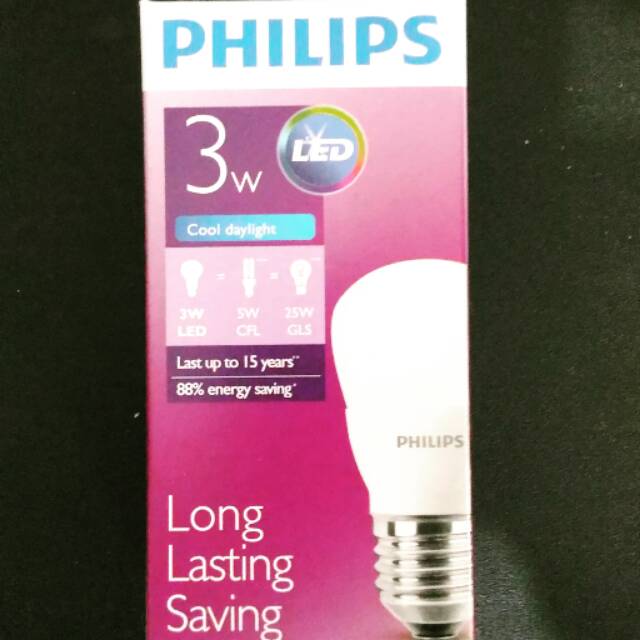 PHILIPS
3w
LED
Cool daylight
= =
3W 5W 25W
LED CFL GLS
Last up to 15 years**
88% energy saving*
PHILIPS
Long
Lasting
Saving